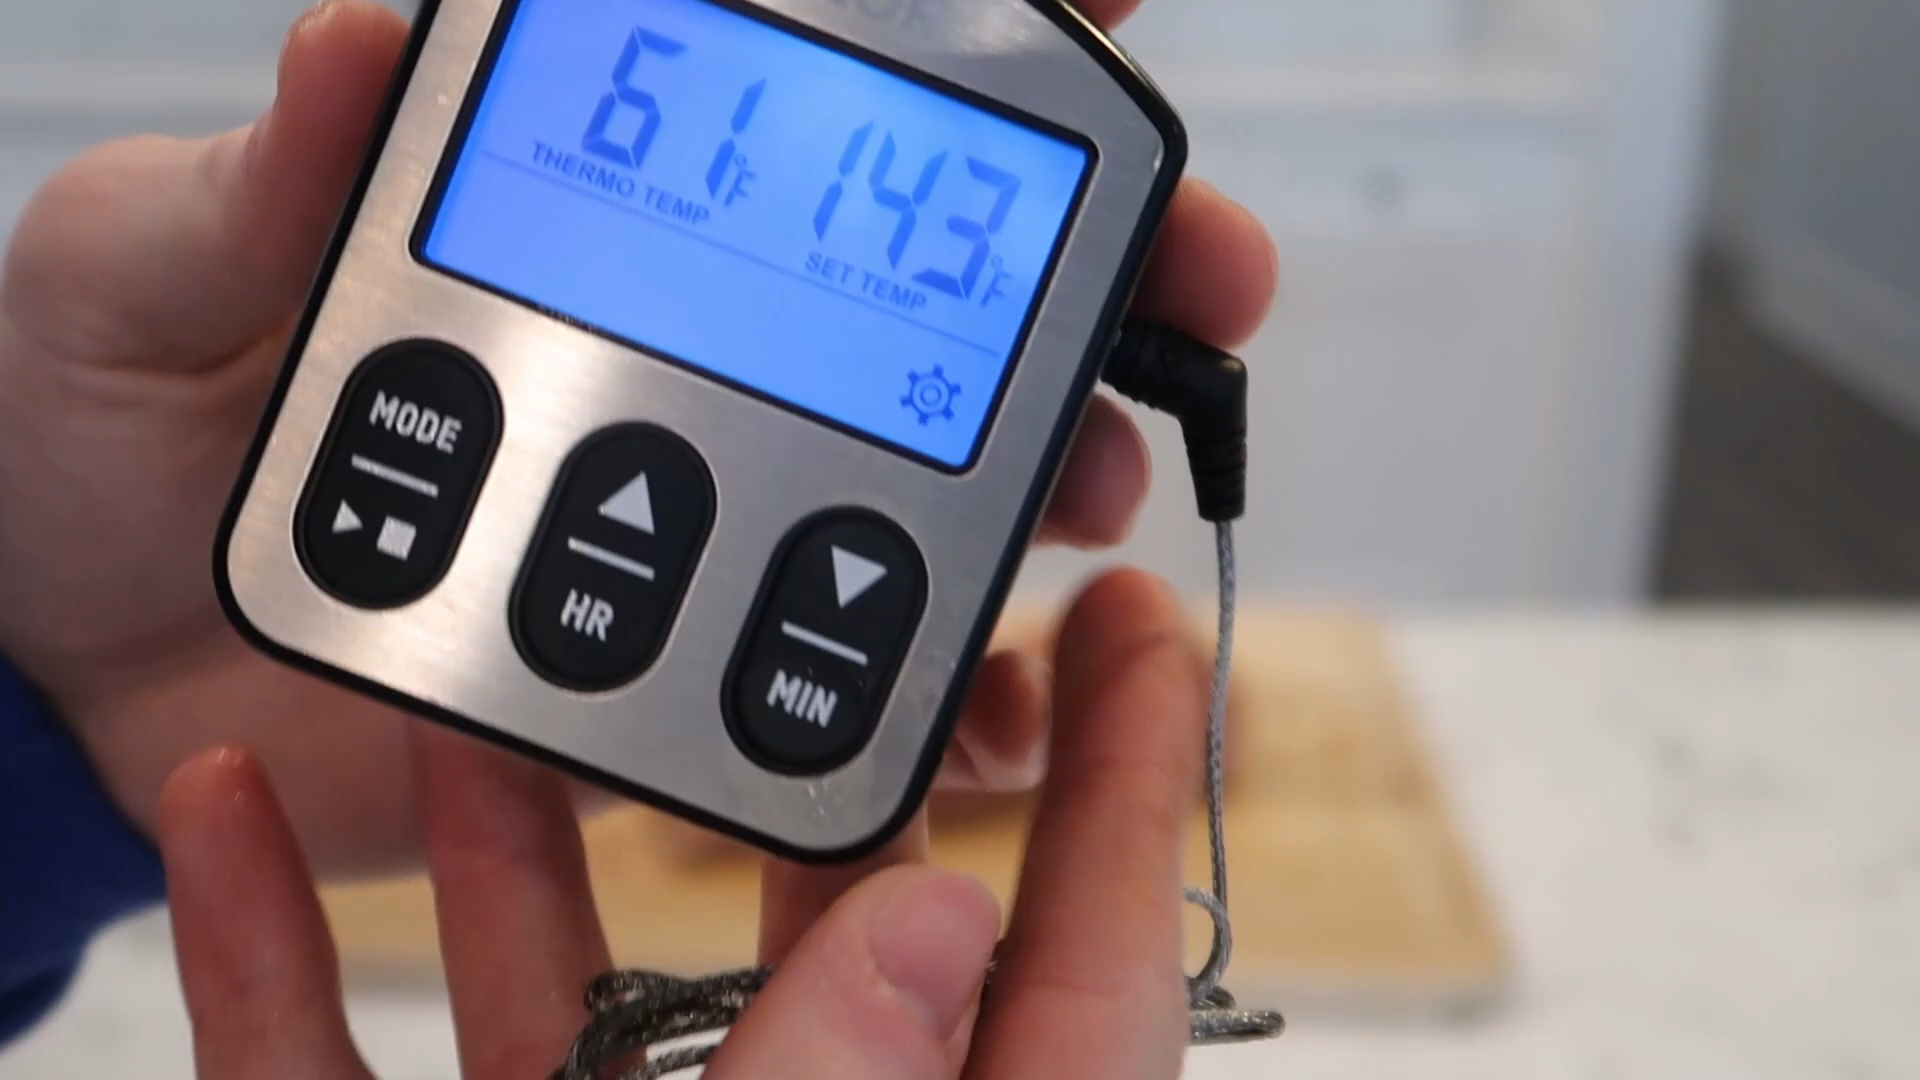 61°F 143°F
THERMO TEMP SET TEMP
MODE
HR
MIN